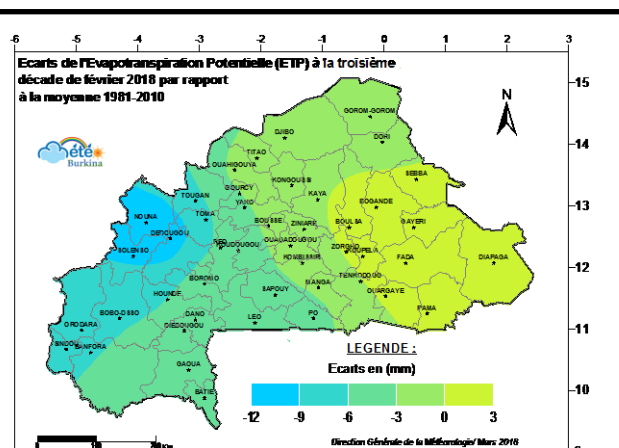 -6 -5 -4 -3 -2 -1 0 1 2 3
Ecarts de l'Evapotranspiration Potentielle (ETP) à la troisième
décade de février 2018 par rapport
à la moyenne 1981-2010
-15
N
GOROM-GOROM
DJIBO
DORI
-14
été
Burkina
TITAO
OUAHIGOUYA
KONGOUSSI
SEBBA
TOUGAN
GOURCY
YAKO
KAYA
BOGANDE
-13
NOUNA
TOMA
BOUSSE
ZINIARE
BOULSA
GAYERI
DEDOUGOU
KOUDOUGOU
OUAGADOUGOU
ZORGHO
SOLENSO
KOMBISSIRI
FADA
DIAPAGA
-12
BOROMO
MANGA
TENKODOGO
HOUNDE
SAPOUY
OUARGAYE
BOBO-DSSO
DANO
LEO
PO
PAMA
ORODARA
DIEBOUGOU
-11
SINDOU
BANFORA
LEGENDE :
GAOUA
Ecarts en (mm)
BATIE
-10
-12 -9 -6 -3 0 3
Direction Générale de la Météorologie/ Mars 2018